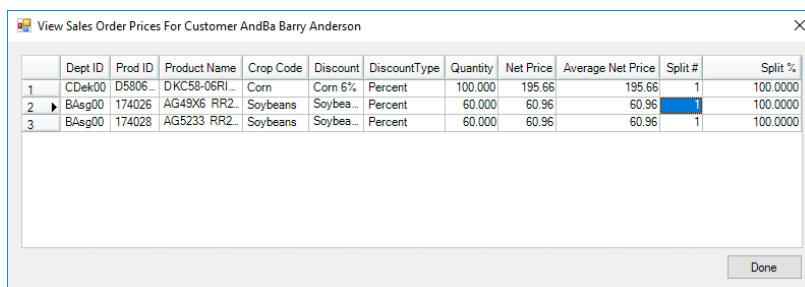 View Sales Order Prices For Customer AndBa Barry Anderson
Dept ID Prod ID Product Name Crop Code Discount DiscountType Quantity Net Price Average Net Price Split # Split %
1 CDek00 D5806... DKC58-06RI... Corn Corn 6% Percent 100.000 195.66 195.66 1 100.0000
2 BAsg00 174026 AG49X6 RR2... Soybeans Soybea... Percent 60.000 60.96 60.96 1 100.0000
3 BAsg00 174028 AG5233 RR2... Soybeans Soybea... Percent 60.000 60.96 60.96 1 100.0000
Done